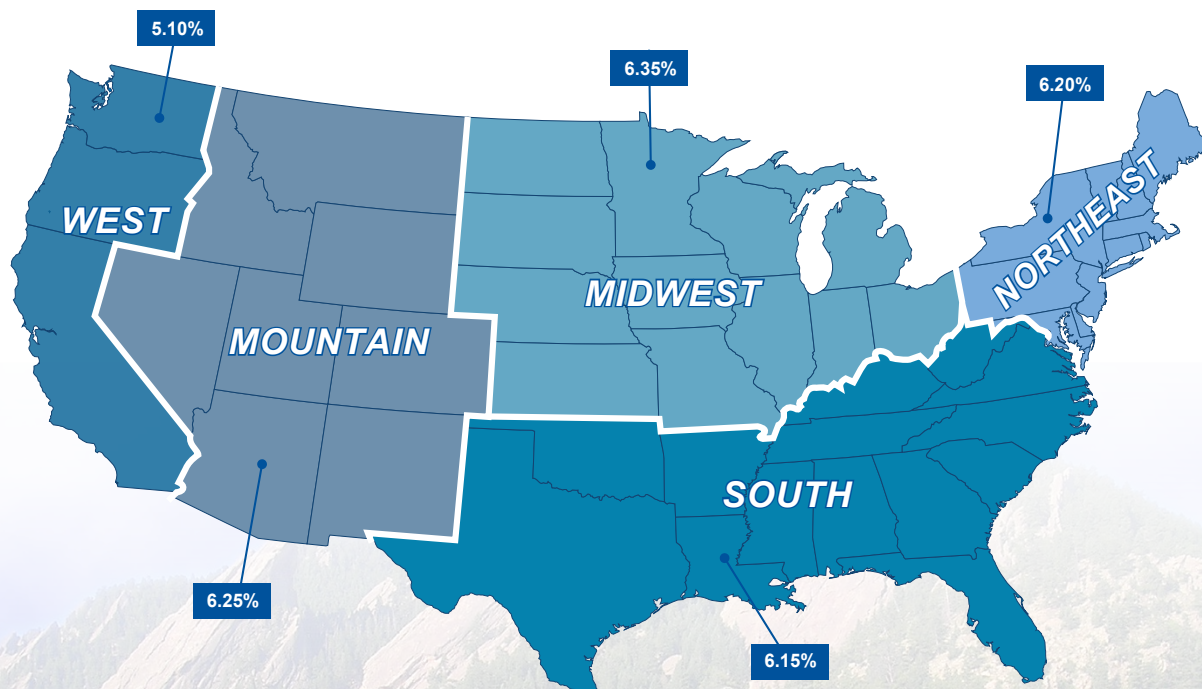 5.10%
6.35%
6.20%
WEST
NORTHEAST
MIDWEST
MOUNTAIN
SOUTH
6.25%
6.15%